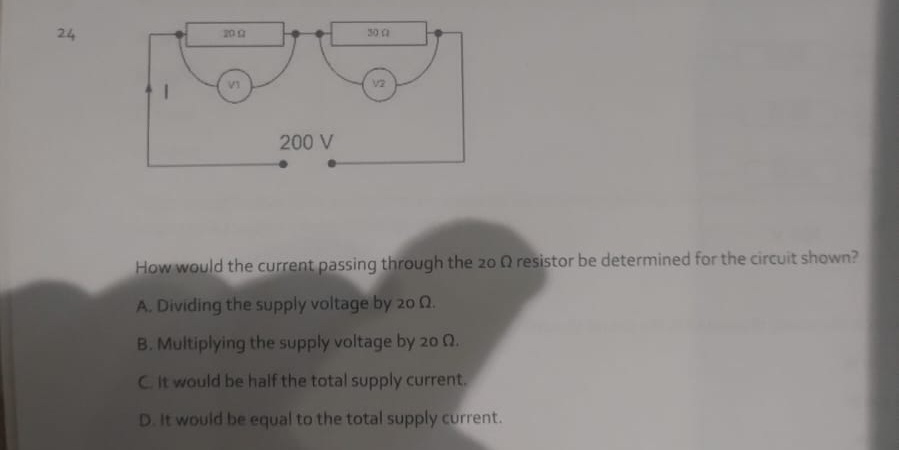 24
20 Ω
30 Ω
V1
V2
I
200 V
How would the current passing through the 20 Ω resistor be determined for the circuit shown?
A. Dividing the supply voltage by 20 Ω.
B. Multiplying the supply voltage by 20 Ω.
C. It would be half the total supply current.
D. It would be equal to the total supply current.